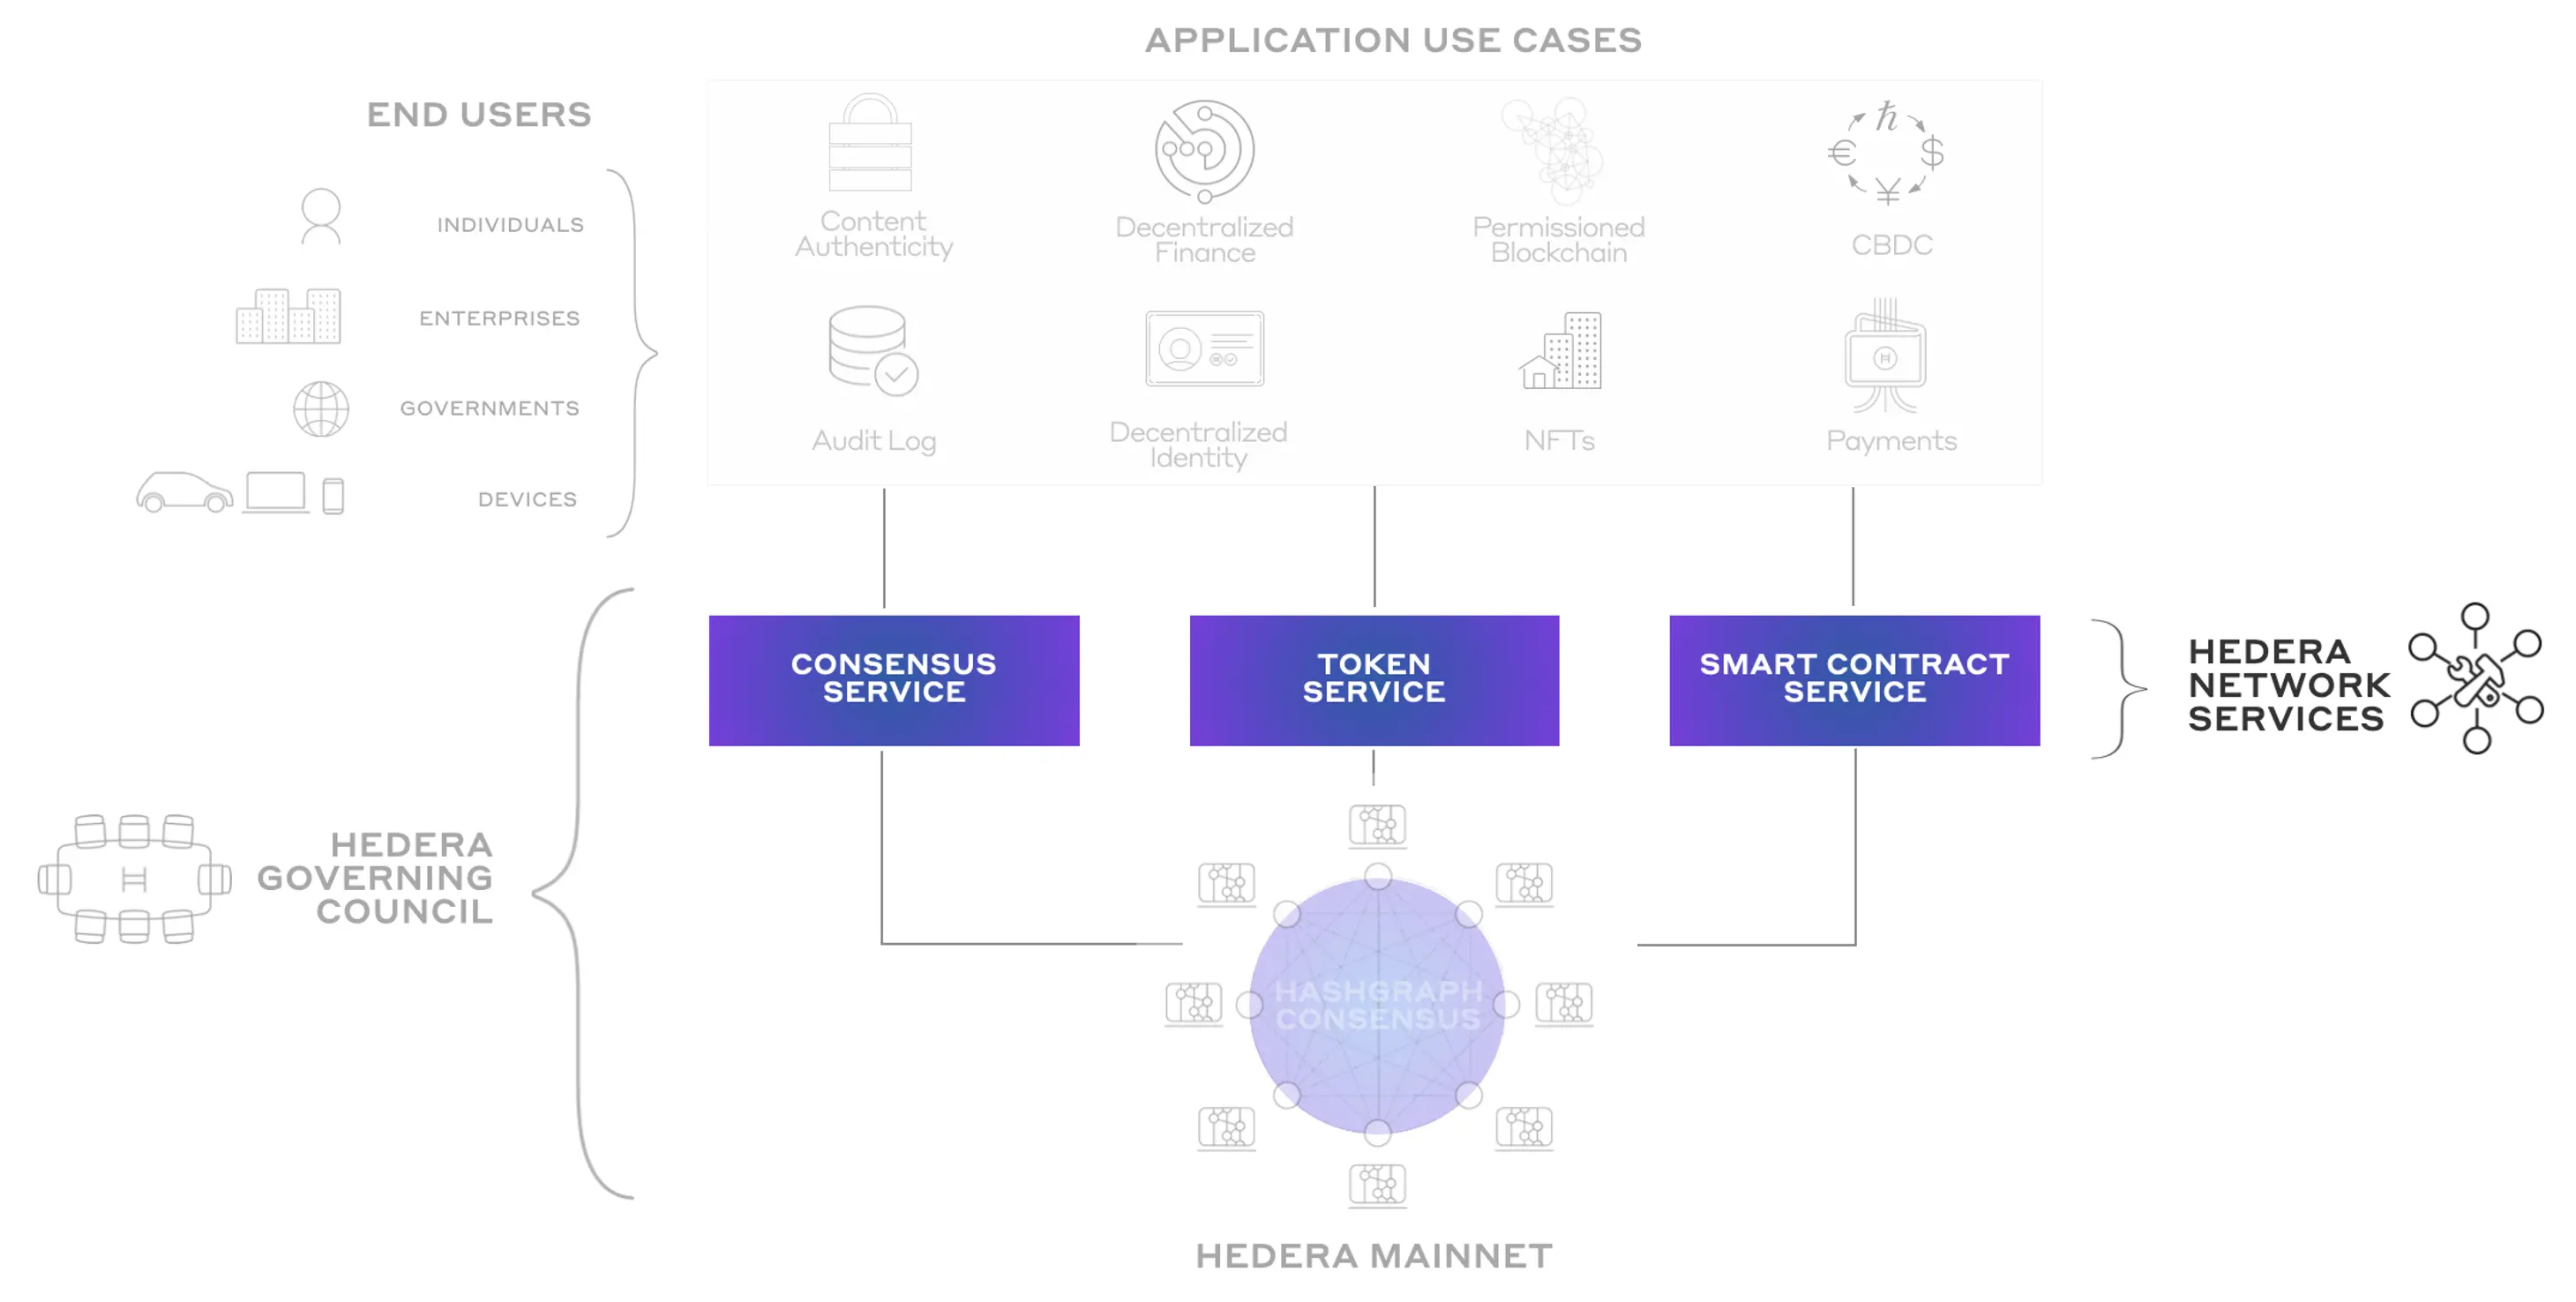 APPLICATION USE CASES
END USERS
INDIVIDUALS
ENTERPRISES
GOVERNMENTS
DEVICES
Content
Authenticity
Decentralized
Finance
Permissioned
Blockchain
CBDC
Audit Log
Decentralized
Identity
NFTs
Payments
CONSENSUS
SERVICE
TOKEN
SERVICE
SMART CONTRACT
SERVICE
HEDERA
NETWORK
SERVICES
HEDERA
GOVERNING
COUNCIL
HASHGRAPH
CONSENSUS
HEDERA MAINNET